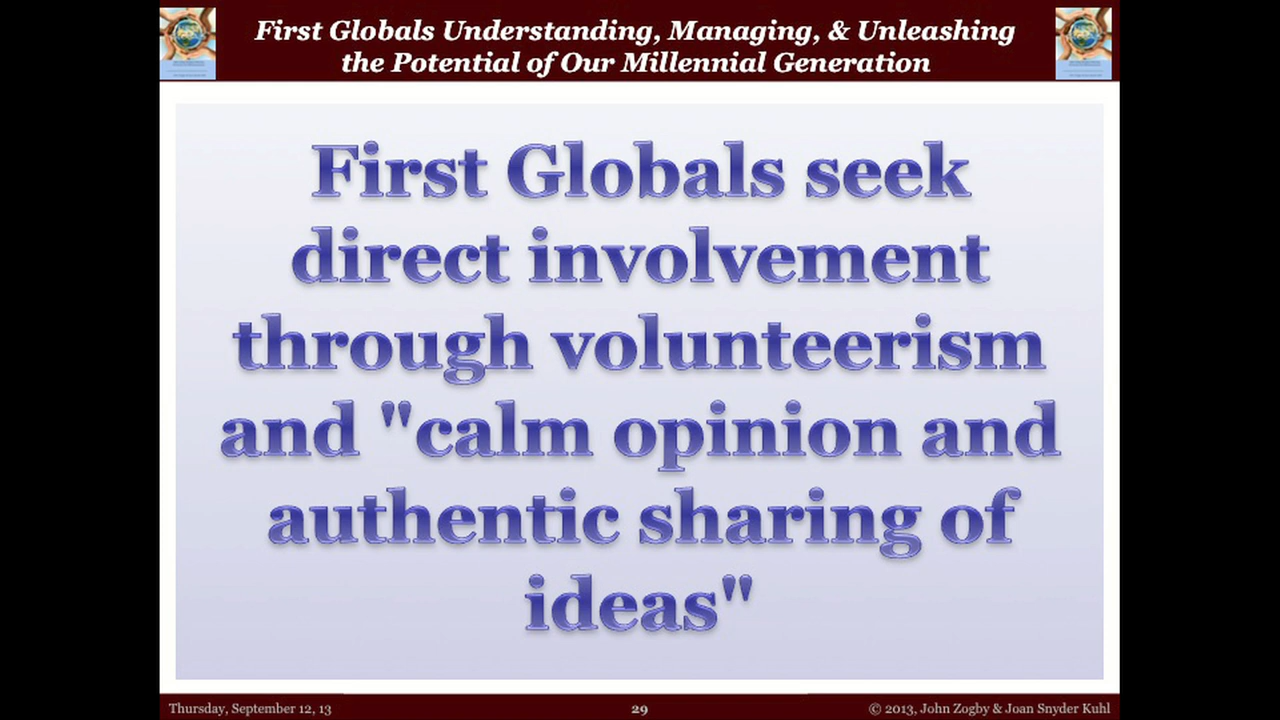 First Globals Understanding, Managing, & Unleashing
the Potential of Our Millennial Generation
First Globals seek
direct involvement
through volunteerism
and "calm opinion and
authentic sharing of
ideas"
Thursday, September 12, 13
29
© 2013, John Zogby & Joan Snyder Kuhl